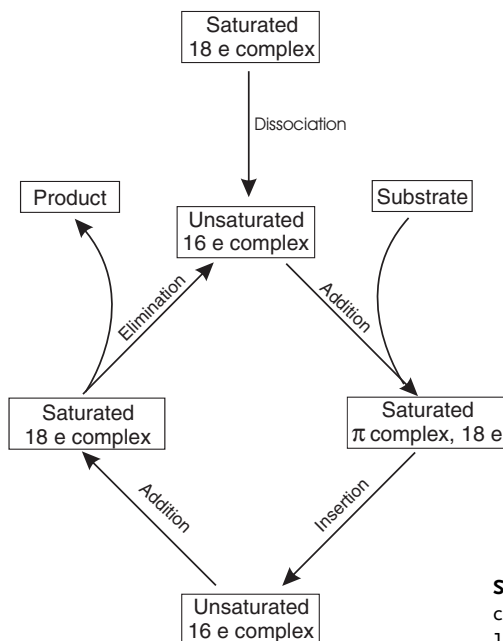 Saturated
18 e complex
Dissociation
Product
Unsaturated
16 e complex
Substrate
Elimination
Addition
Saturated
18 e complex
Saturated
π complex, 18 e
Addition
Insertion
Unsaturated
16 e complex
S
c